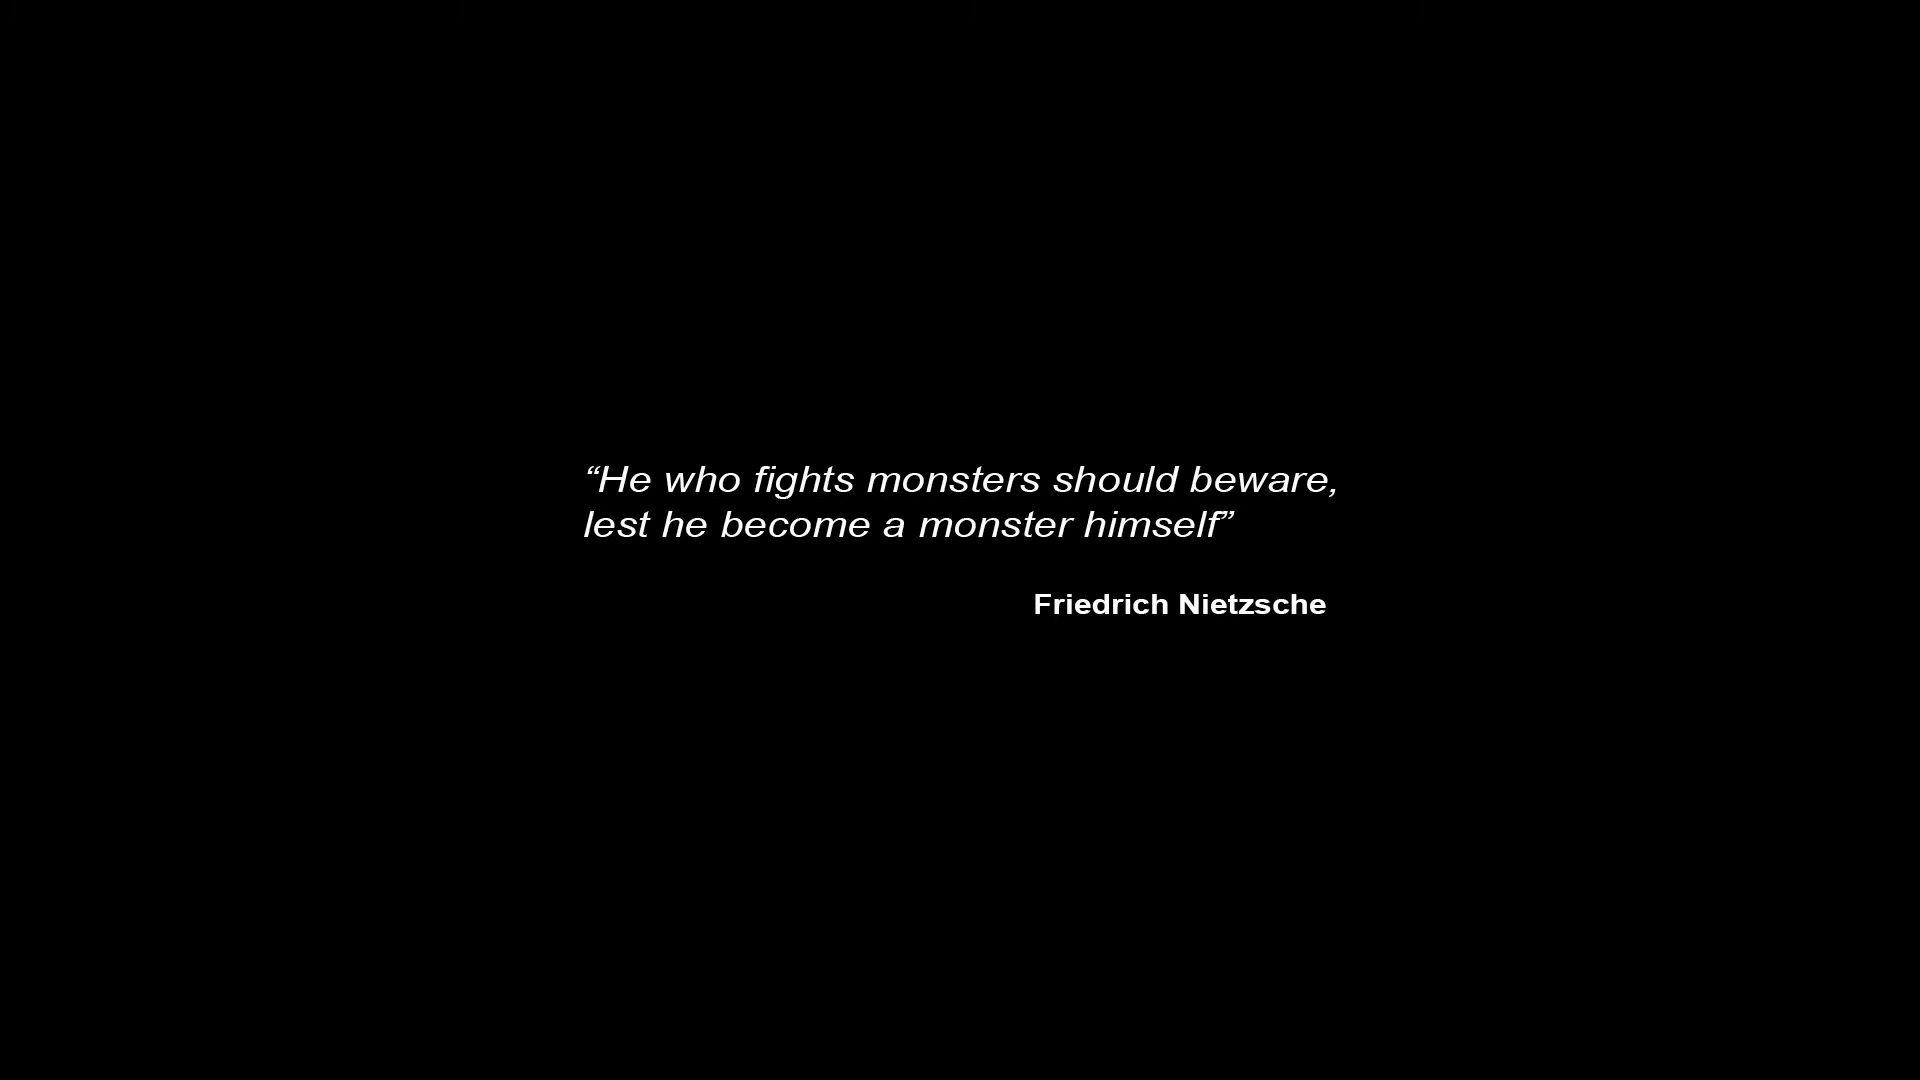 “He who fights monsters should beware,
lest he become a monster himself”
Friedrich Nietzsche